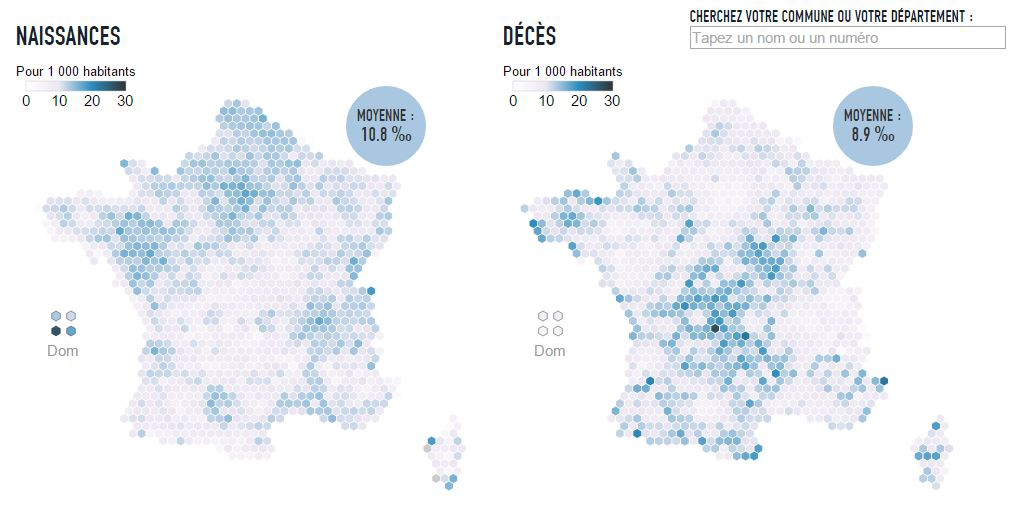 CHERCHEZ VOTRE COMMUNE OU VOTRE DÉPARTEMENT :
Tapez un nom ou un numéro
NAISSANCES
Pour 1 000 habitants
0 10 20 30
MOYENNE :
10.8 ‰
Dom
DÉCÈS
Pour 1 000 habitants
0 10 20 30
MOYENNE :
8.9 ‰
Dom